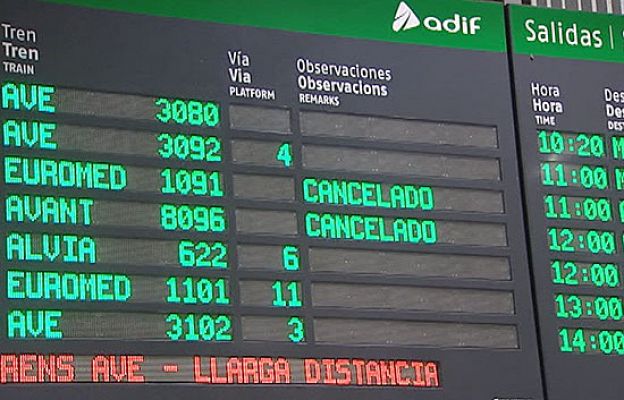 adif
Salidas |
Tren
Tren
TRAIN
Vía
Via
PLATFORM
Observaciones
Observacions
REMARKS
Hora
Hora
TIME
AVE 3080
AVE 3092 4
EUROMED 1091 CANCELADO
AVANT 8096 CANCELADO
ALVIA 622 6
EUROMED 1101 11
AVE 3102 3
10:20
11:00
11:00
12:00
12:00
13:00
14:00
RENS AVE - LLARGA DISTANCIA